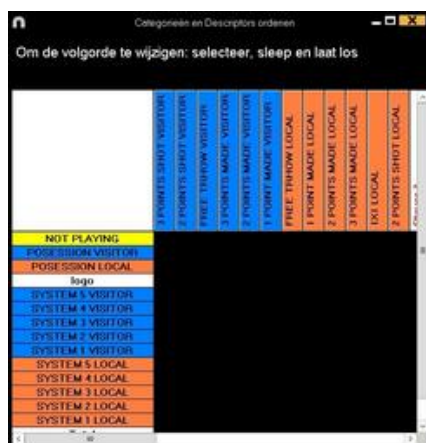 Categorieën en Descriptors ordenen
Om de volgorde te wijzigen: selecteer, sleep en laat los
3 POINTS SHOT VISITOR
2 POINTS SHOT VISITOR
FREE TRHOW VISITOR
3 POINTS MADE VISITOR
2 POINTS MADE VISITOR
1 POINT MADE VISITOR
FREE TRHOW LOCAL
1 POINT MADE LOCAL
2 POINTS MADE LOCAL
3 POINTS MADE LOCAL
1X1 LOCAL
2 POINTS SHOT LOCAL
NOT PLAYING
POSESSION VISITOR
POSESSION LOCAL
logo
SYSTEM 5 VISITOR
SYSTEM 4 VISITOR
SYSTEM 3 VISITOR
SYSTEM 2 VISITOR
SYSTEM 1 VISITOR
SYSTEM 5 LOCAL
SYSTEM 4 LOCAL
SYSTEM 3 LOCAL
SYSTEM 2 LOCAL
SYSTEM 1 LOCAL